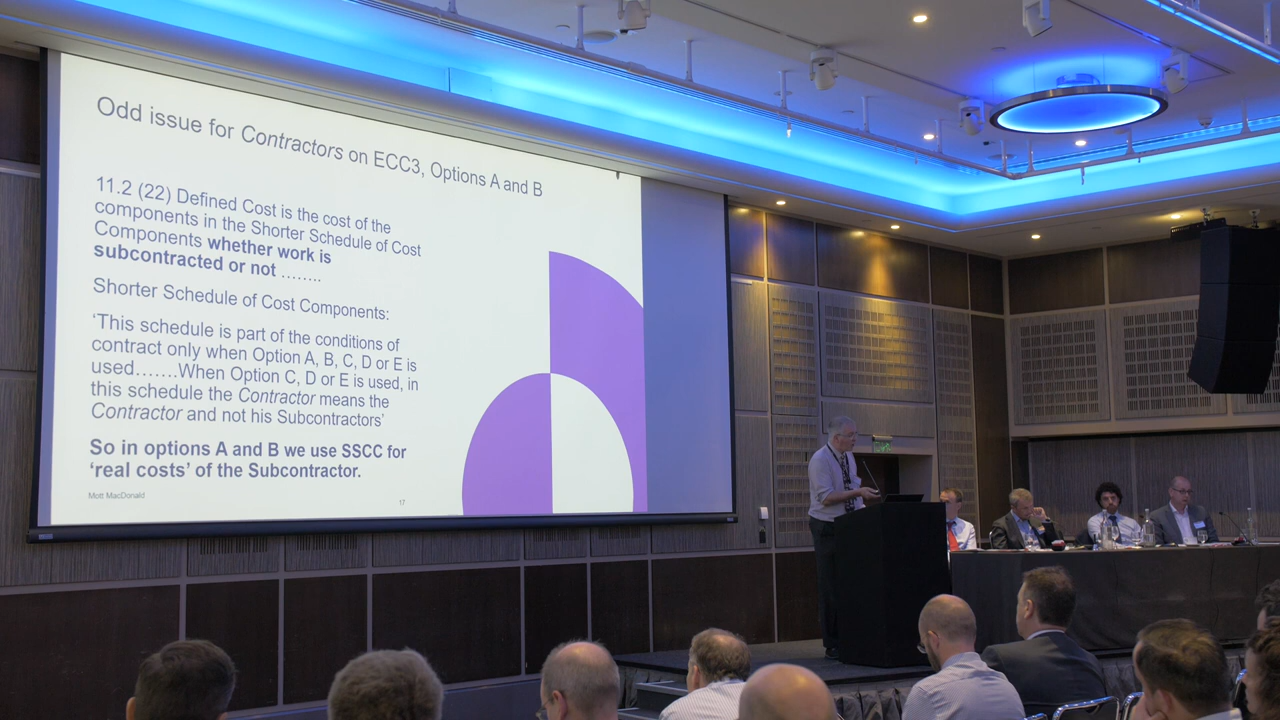 Odd issue for Contractors on ECC3, Options A and B
11.2 (22) Defined Cost is the cost of the
components in the Shorter Schedule of Cost
Components whether work is
subcontracted or not ........
Shorter Schedule of Cost Components:
‘This schedule is part of the conditions of
contract only when Option A, B, C, D or E is
used.......When Option C, D or E is used, in
this schedule the Contractor means the
Contractor and not his Subcontractors’
So in options A and B we use SSCC for
‘real costs’ of the Subcontractor.
Mott MacDonald
17